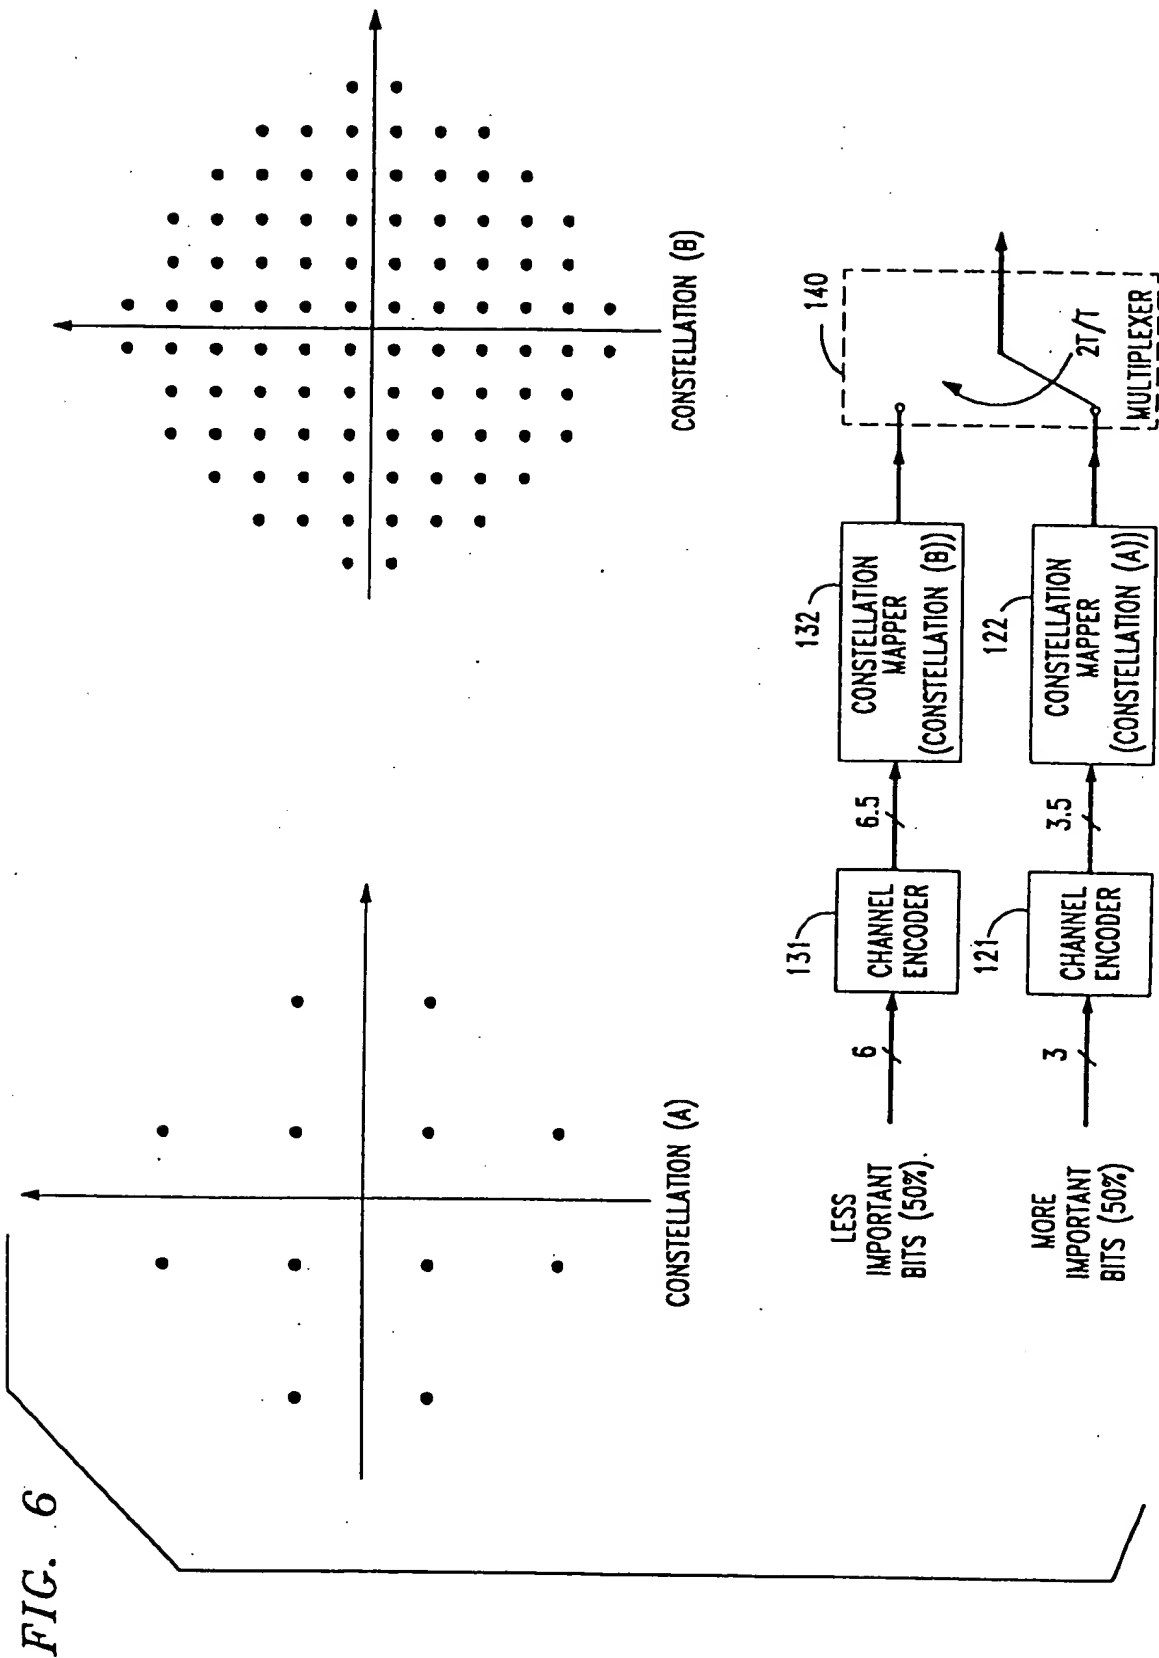 FIG. 6
CONSTELLATION (A)
CONSTELLATION (B)
LESS
IMPORTANT
BITS (50%).
6
131
CHANNEL
ENCODER
6.5
132
CONSTELLATION
MAPPER
(CONSTELLATION (B))
140
MORE
IMPORTANT
BITS (50%)
3
121
CHANNEL
ENCODER
3.5
122
CONSTELLATION
MAPPER
(CONSTELLATION (A))
2T/T
MULTIPLEXER